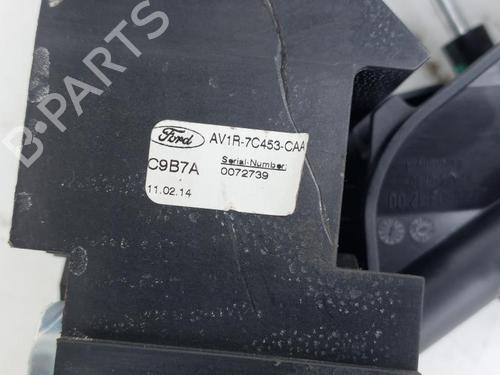 B-PARTS
Ford AV1R-7C453-CAA
C9B7A Serial-Number:
0072739
11.02.14